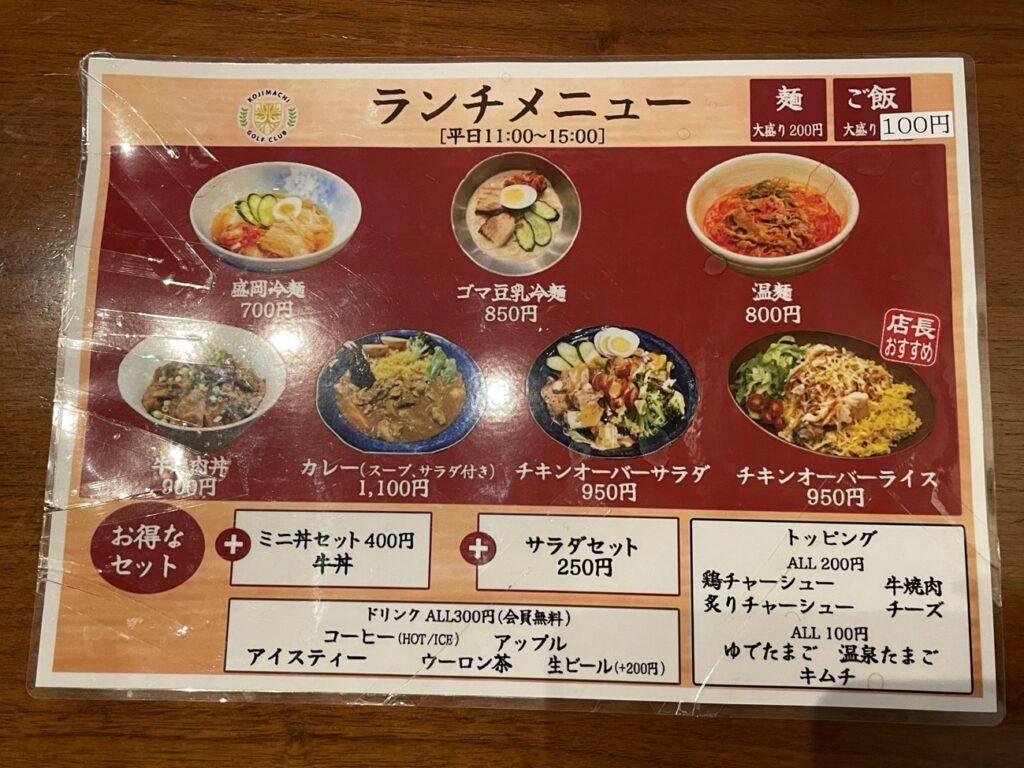 KOJIMACHI
GOLF CLUB
ランチメニュー
[平日11:00~15:00]
麺
大盛り 200円
ご飯
大盛り 100円
盛岡冷麺
700円
ゴマ豆乳冷麺
850円
温麺
800円
店長
おすすめ
肉丼
900円
カレー(スープ、サラダ付き)
1,100円
チキンオーバーサラダ
950円
チキンオーバーライス
950円
お得な
セット
+
ミニ丼セット 400円
牛丼
+
サラダセット
250円
ドリンク ALL300円(会員無料)
コーヒー(HOT/ICE) アップル
アイスティー ウーロン茶 生ビール(+200円)
トッピング
ALL 200円
鶏チャーシュー 牛焼肉
炙りチャーシュー チーズ
ALL 100円
ゆでたまご 温泉たまご
キムチ